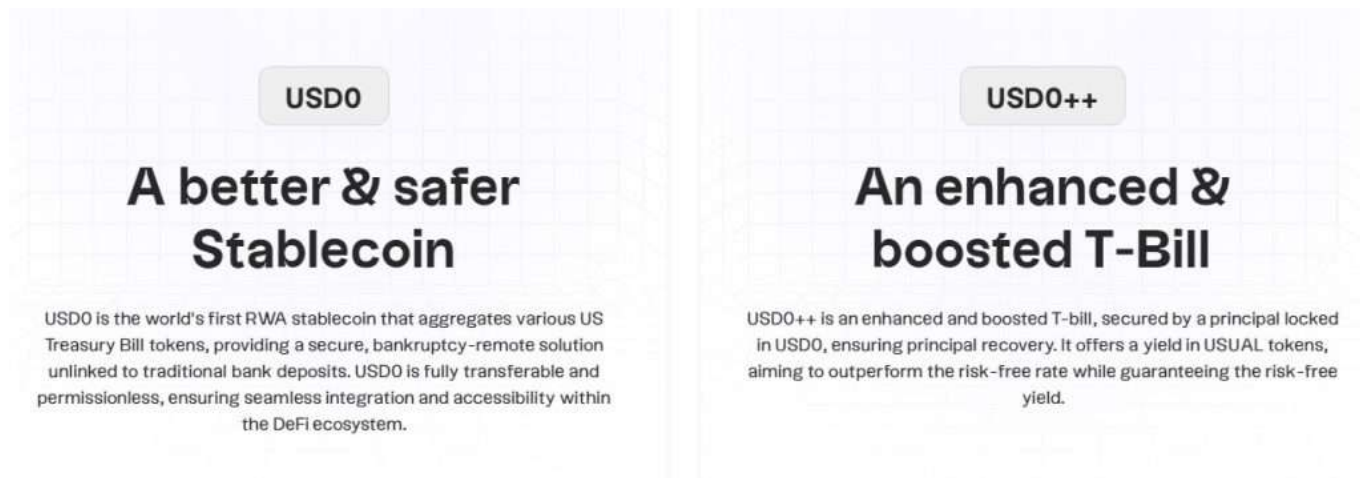 USD0
A better & safer
Stablecoin
USD0 is the world's first RWA stablecoin that aggregates various US
Treasury Bill tokens, providing a secure, bankruptcy-remote solution
unlinked to traditional bank deposits. USD0 is fully transferable and
permissionless, ensuring seamless integration and accessibility within
the DeFi ecosystem.
USD0++
An enhanced &
boosted T-Bill
USD0++ is an enhanced and boosted T-bill, secured by a principal locked
in USD0, ensuring principal recovery. It offers a yield in USUAL tokens,
aiming to outperform the risk-free rate while guaranteeing the risk-free
yield.